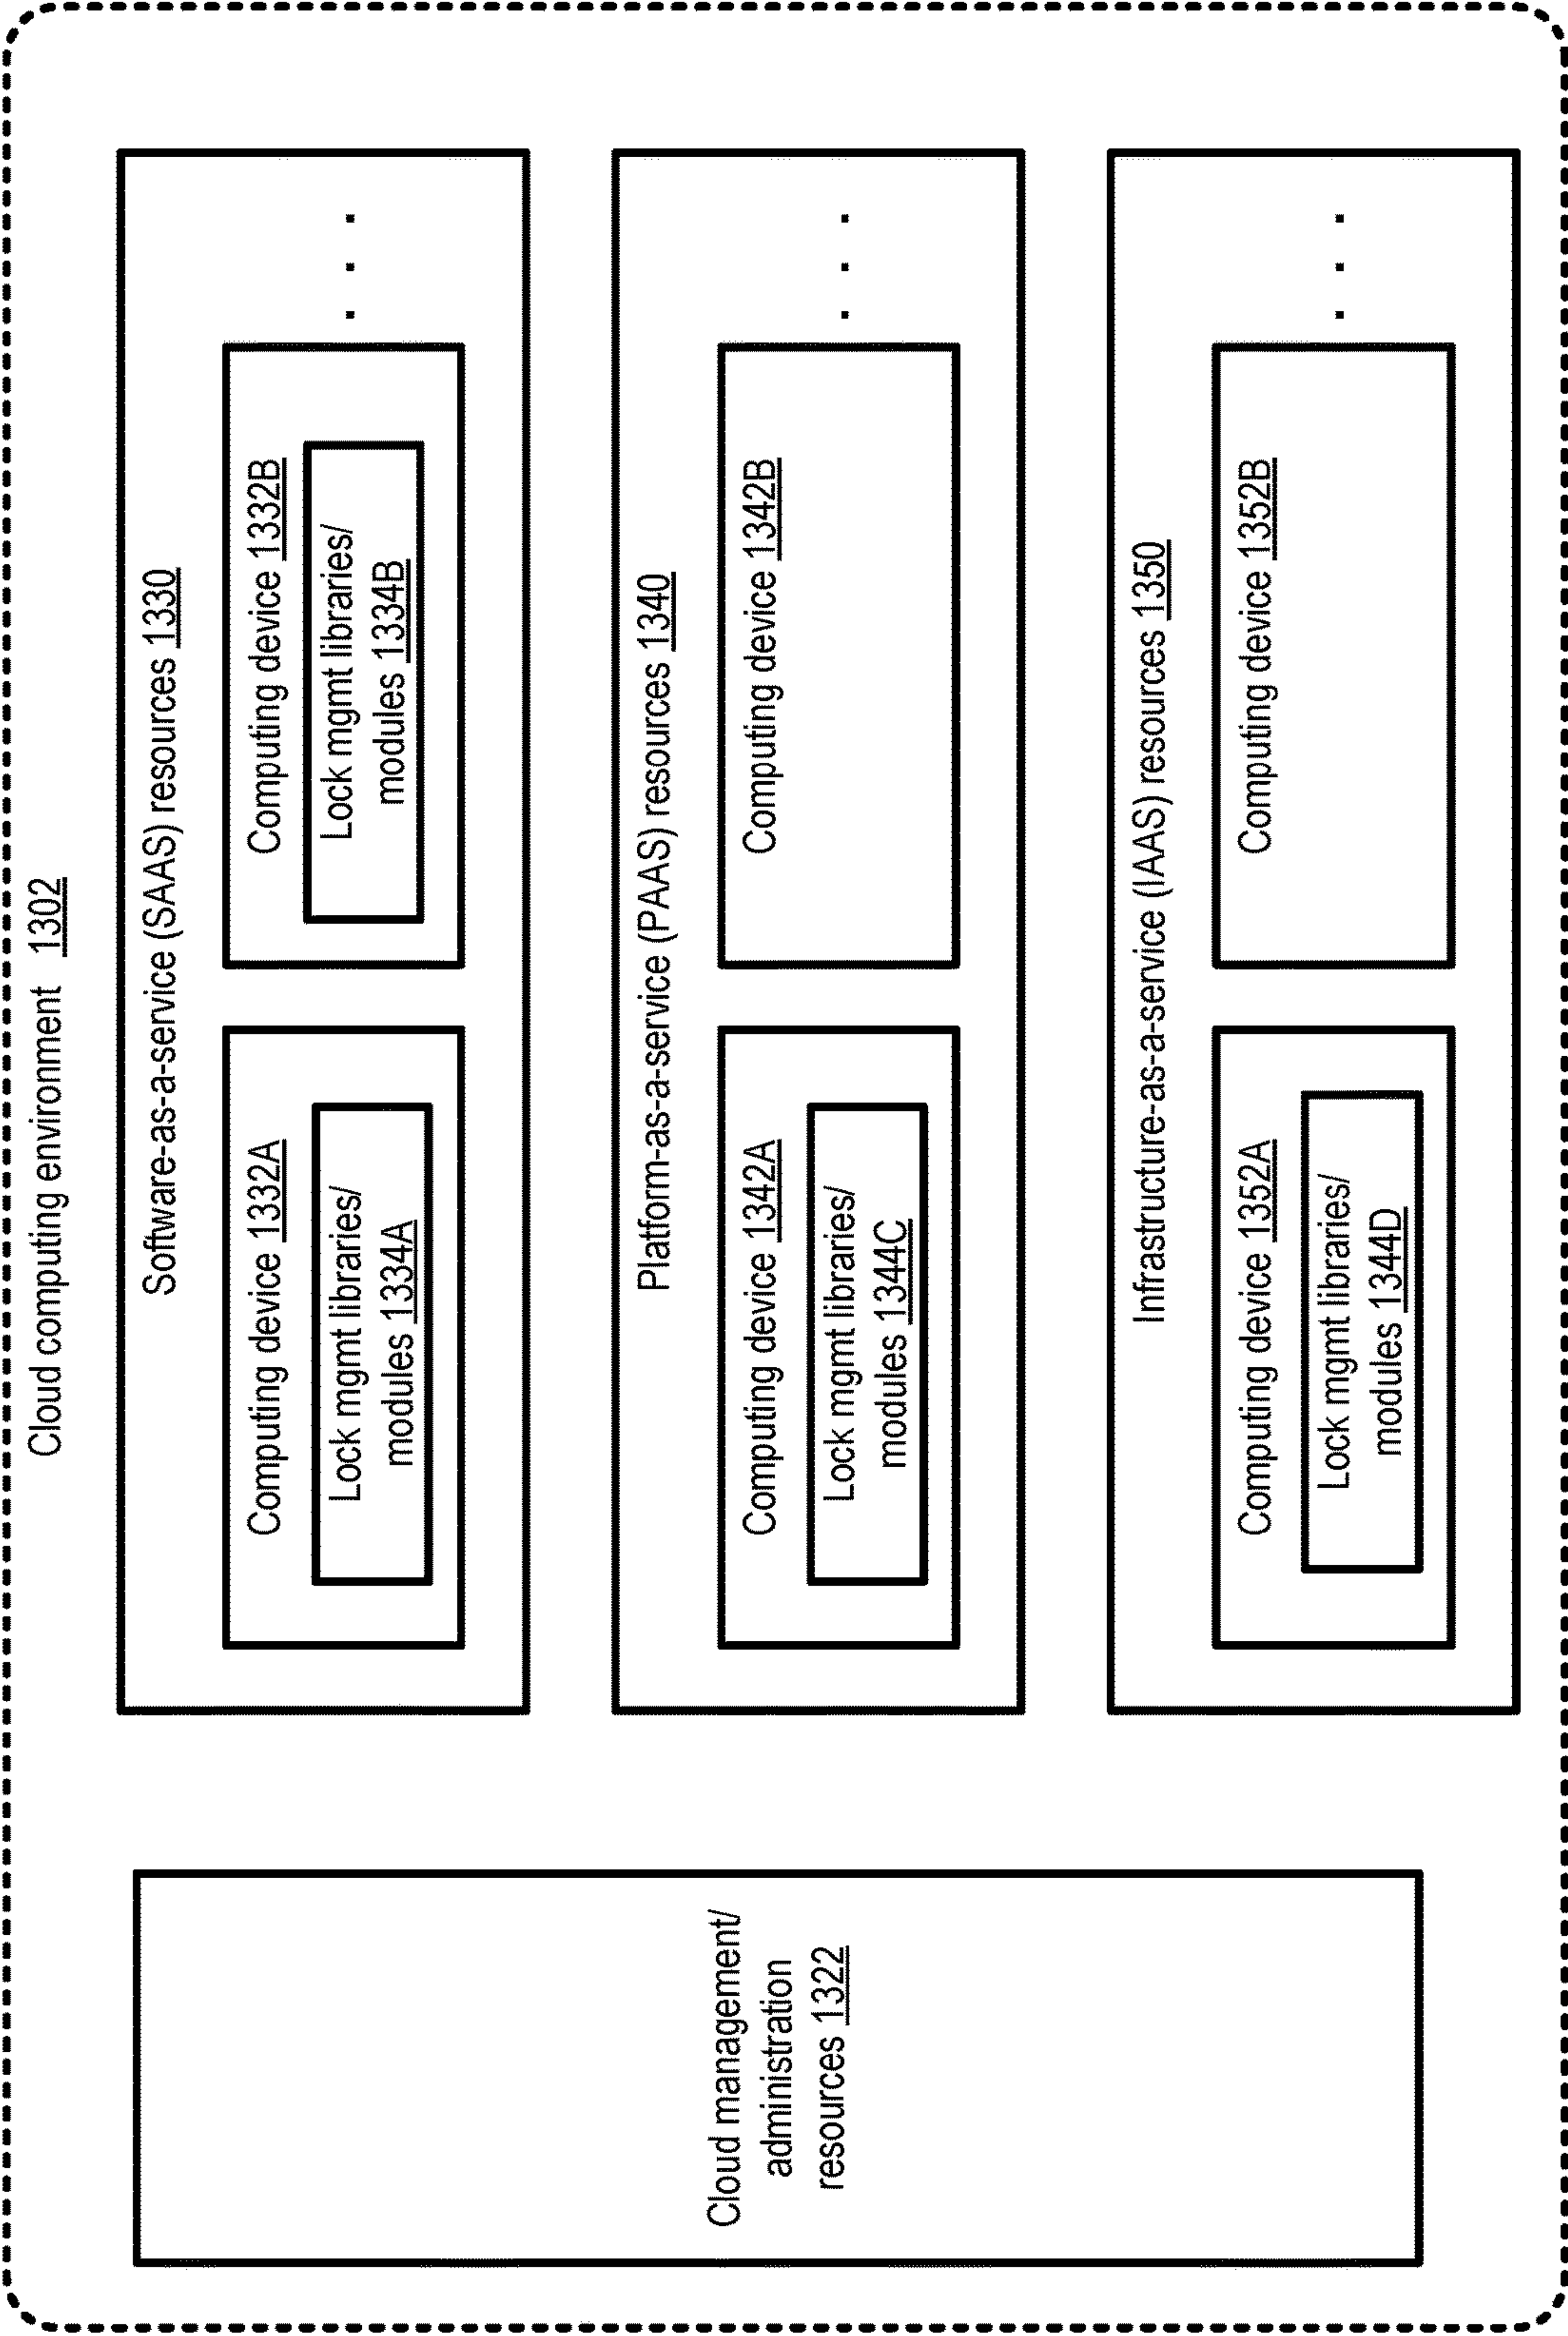 Cloud computing environment 1302
Cloud management/
administration
resources 1322
Software-as-a-service (SAAS) resources 1330
Computing device 1332A
Lock mgmt libraries/
modules 1334A
Computing device 1332B
Lock mgmt libraries/
modules 1334B
. . .
Platform-as-a-service (PAAS) resources 1340
Computing device 1342A
Lock mgmt libraries/
modules 1344C
Computing device 1342B
. . .
Infrastructure-as-a-service (IAAS) resources 1350
Computing device 1352A
Lock mgmt libraries/
modules 1344D
Computing device 1352B
. . .